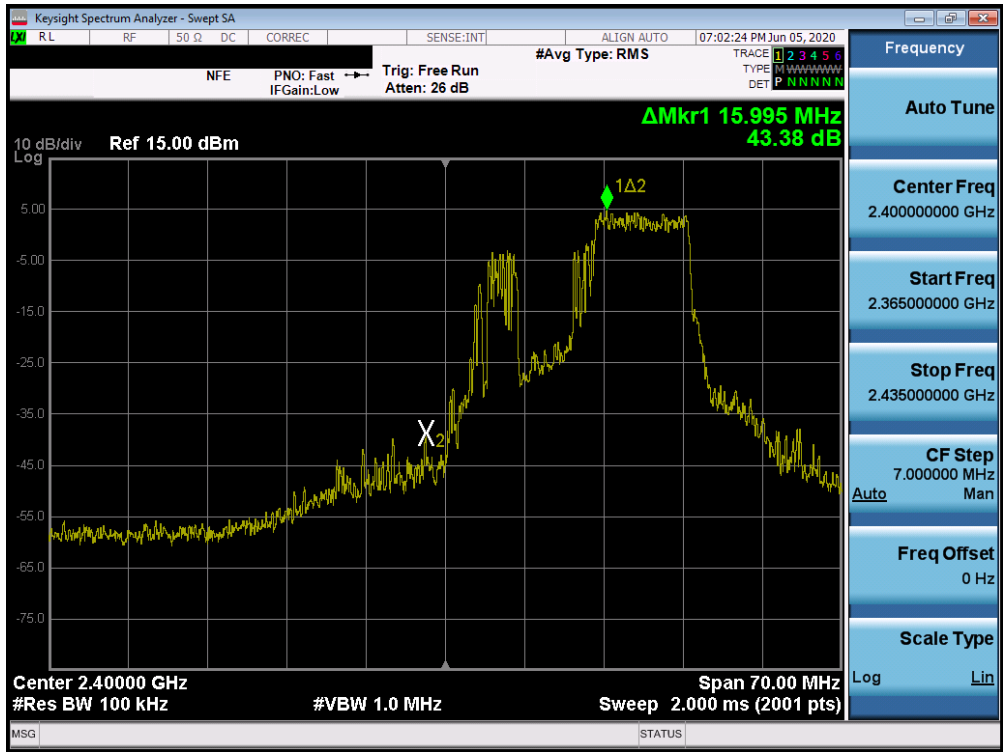 Keysight Spectrum Analyzer - Swept SA
LXI RL RF 50 Ω DC CORREC SENSE:INT ALIGN AUTO 07:02:24 PM Jun 05, 2020
NFE PNO: Fast Trig: Free Run #Avg Type: RMS TRACE 1 2 3 4 5 6
IFGain:Low Atten: 26 dB TYPE M WWWWW
DET P N N N N N
ΔMkr1 15.995 MHz
43.38 dB
10 dB/div Ref 15.00 dBm
Log
1Δ2
5.00
-5.00
-15.0
-25.0
-35.0
X2
-45.0
-55.0
-65.0
-75.0
Center 2.40000 GHz Span 70.00 MHz
#Res BW 100 kHz #VBW 1.0 MHz Sweep 2.000 ms (2001 pts)
MSG STATUS
Frequency
Auto Tune
Center Freq
2.400000000 GHz
Start Freq
2.365000000 GHz
Stop Freq
2.435000000 GHz
CF Step
7.000000 MHz
Auto Man
Freq Offset
0 Hz
Scale Type
Log Lin